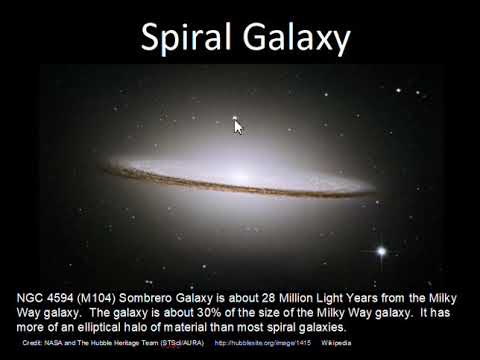 Spiral Galaxy
NGC 4594 (M104) Sombrero Galaxy is about 28 Million Light Years from the Milky
Way galaxy.  The galaxy is about 30% of the size of the Milky Way galaxy.  It has
more of an elliptical halo of material than most spiral galaxies.
Credit: NASA and The Hubble Heritage Team (STScI/AURA) http://hubblesite.org/image/1415 Wikipedia